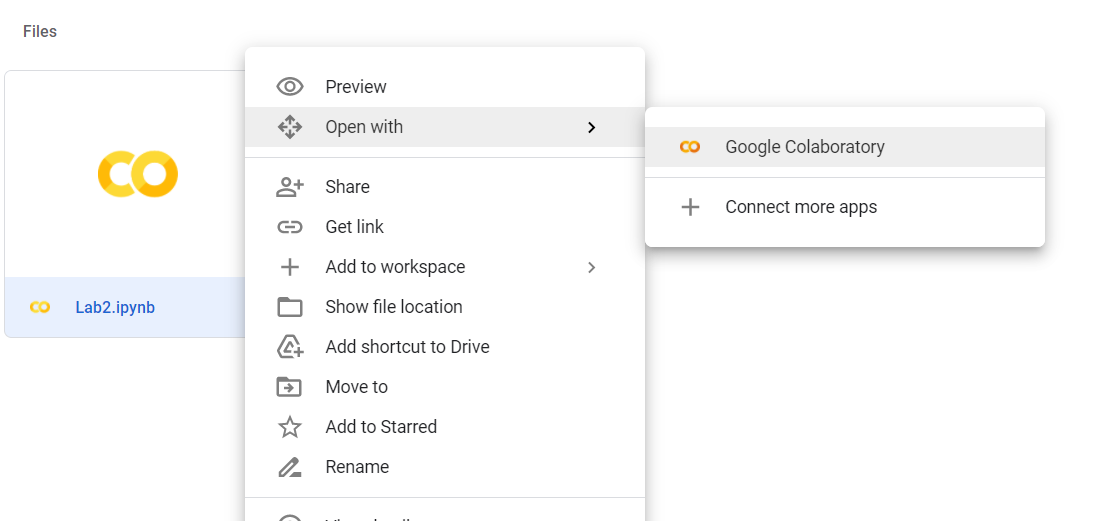 Files
Preview
Open with
Google Colaboratory
Connect more apps
Share
Get link
Add to workspace
Show file location
Add shortcut to Drive
Move to
Add to Starred
Rename
Lab2.ipynb